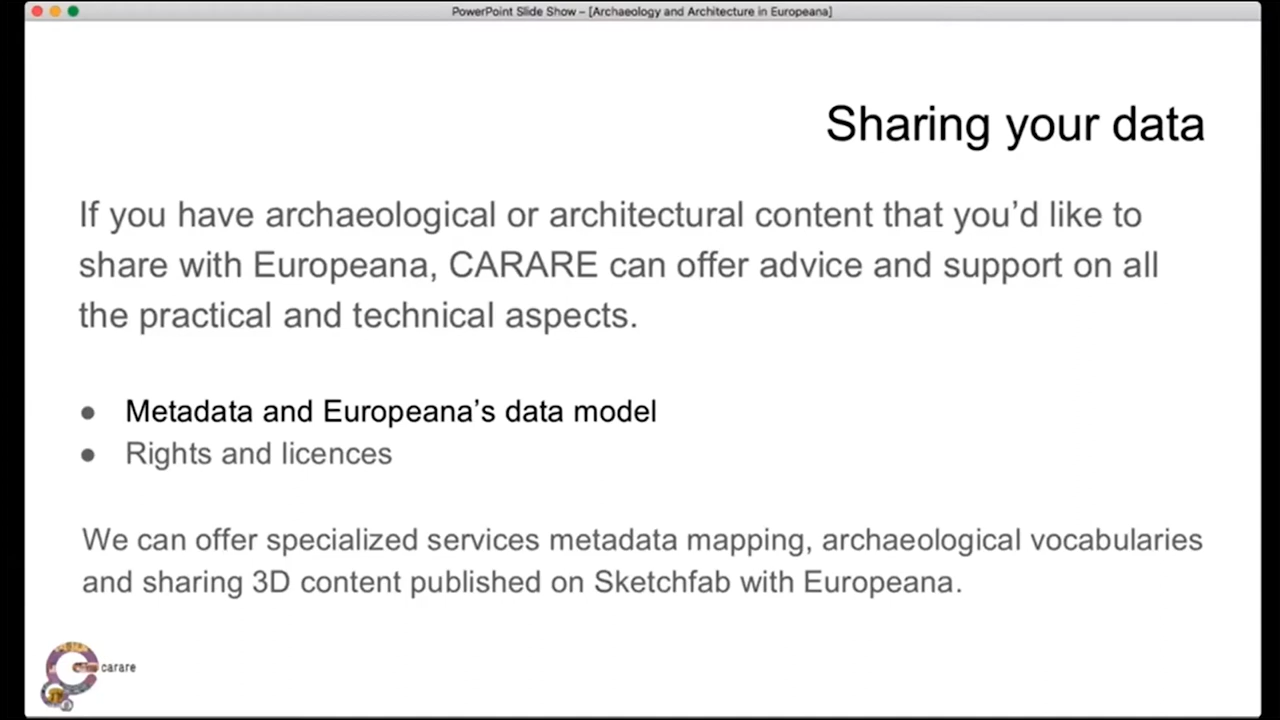 PowerPoint Slide Show – [Archaeology and Architecture in Europeana]
Sharing your data
If you have archaeological or architectural content that you’d like to
share with Europeana, CARARE can offer advice and support on all
the practical and technical aspects.
● Metadata and Europeana’s data model
● Rights and licences
We can offer specialized services metadata mapping, archaeological vocabularies
and sharing 3D content published on Sketchfab with Europeana.
carare